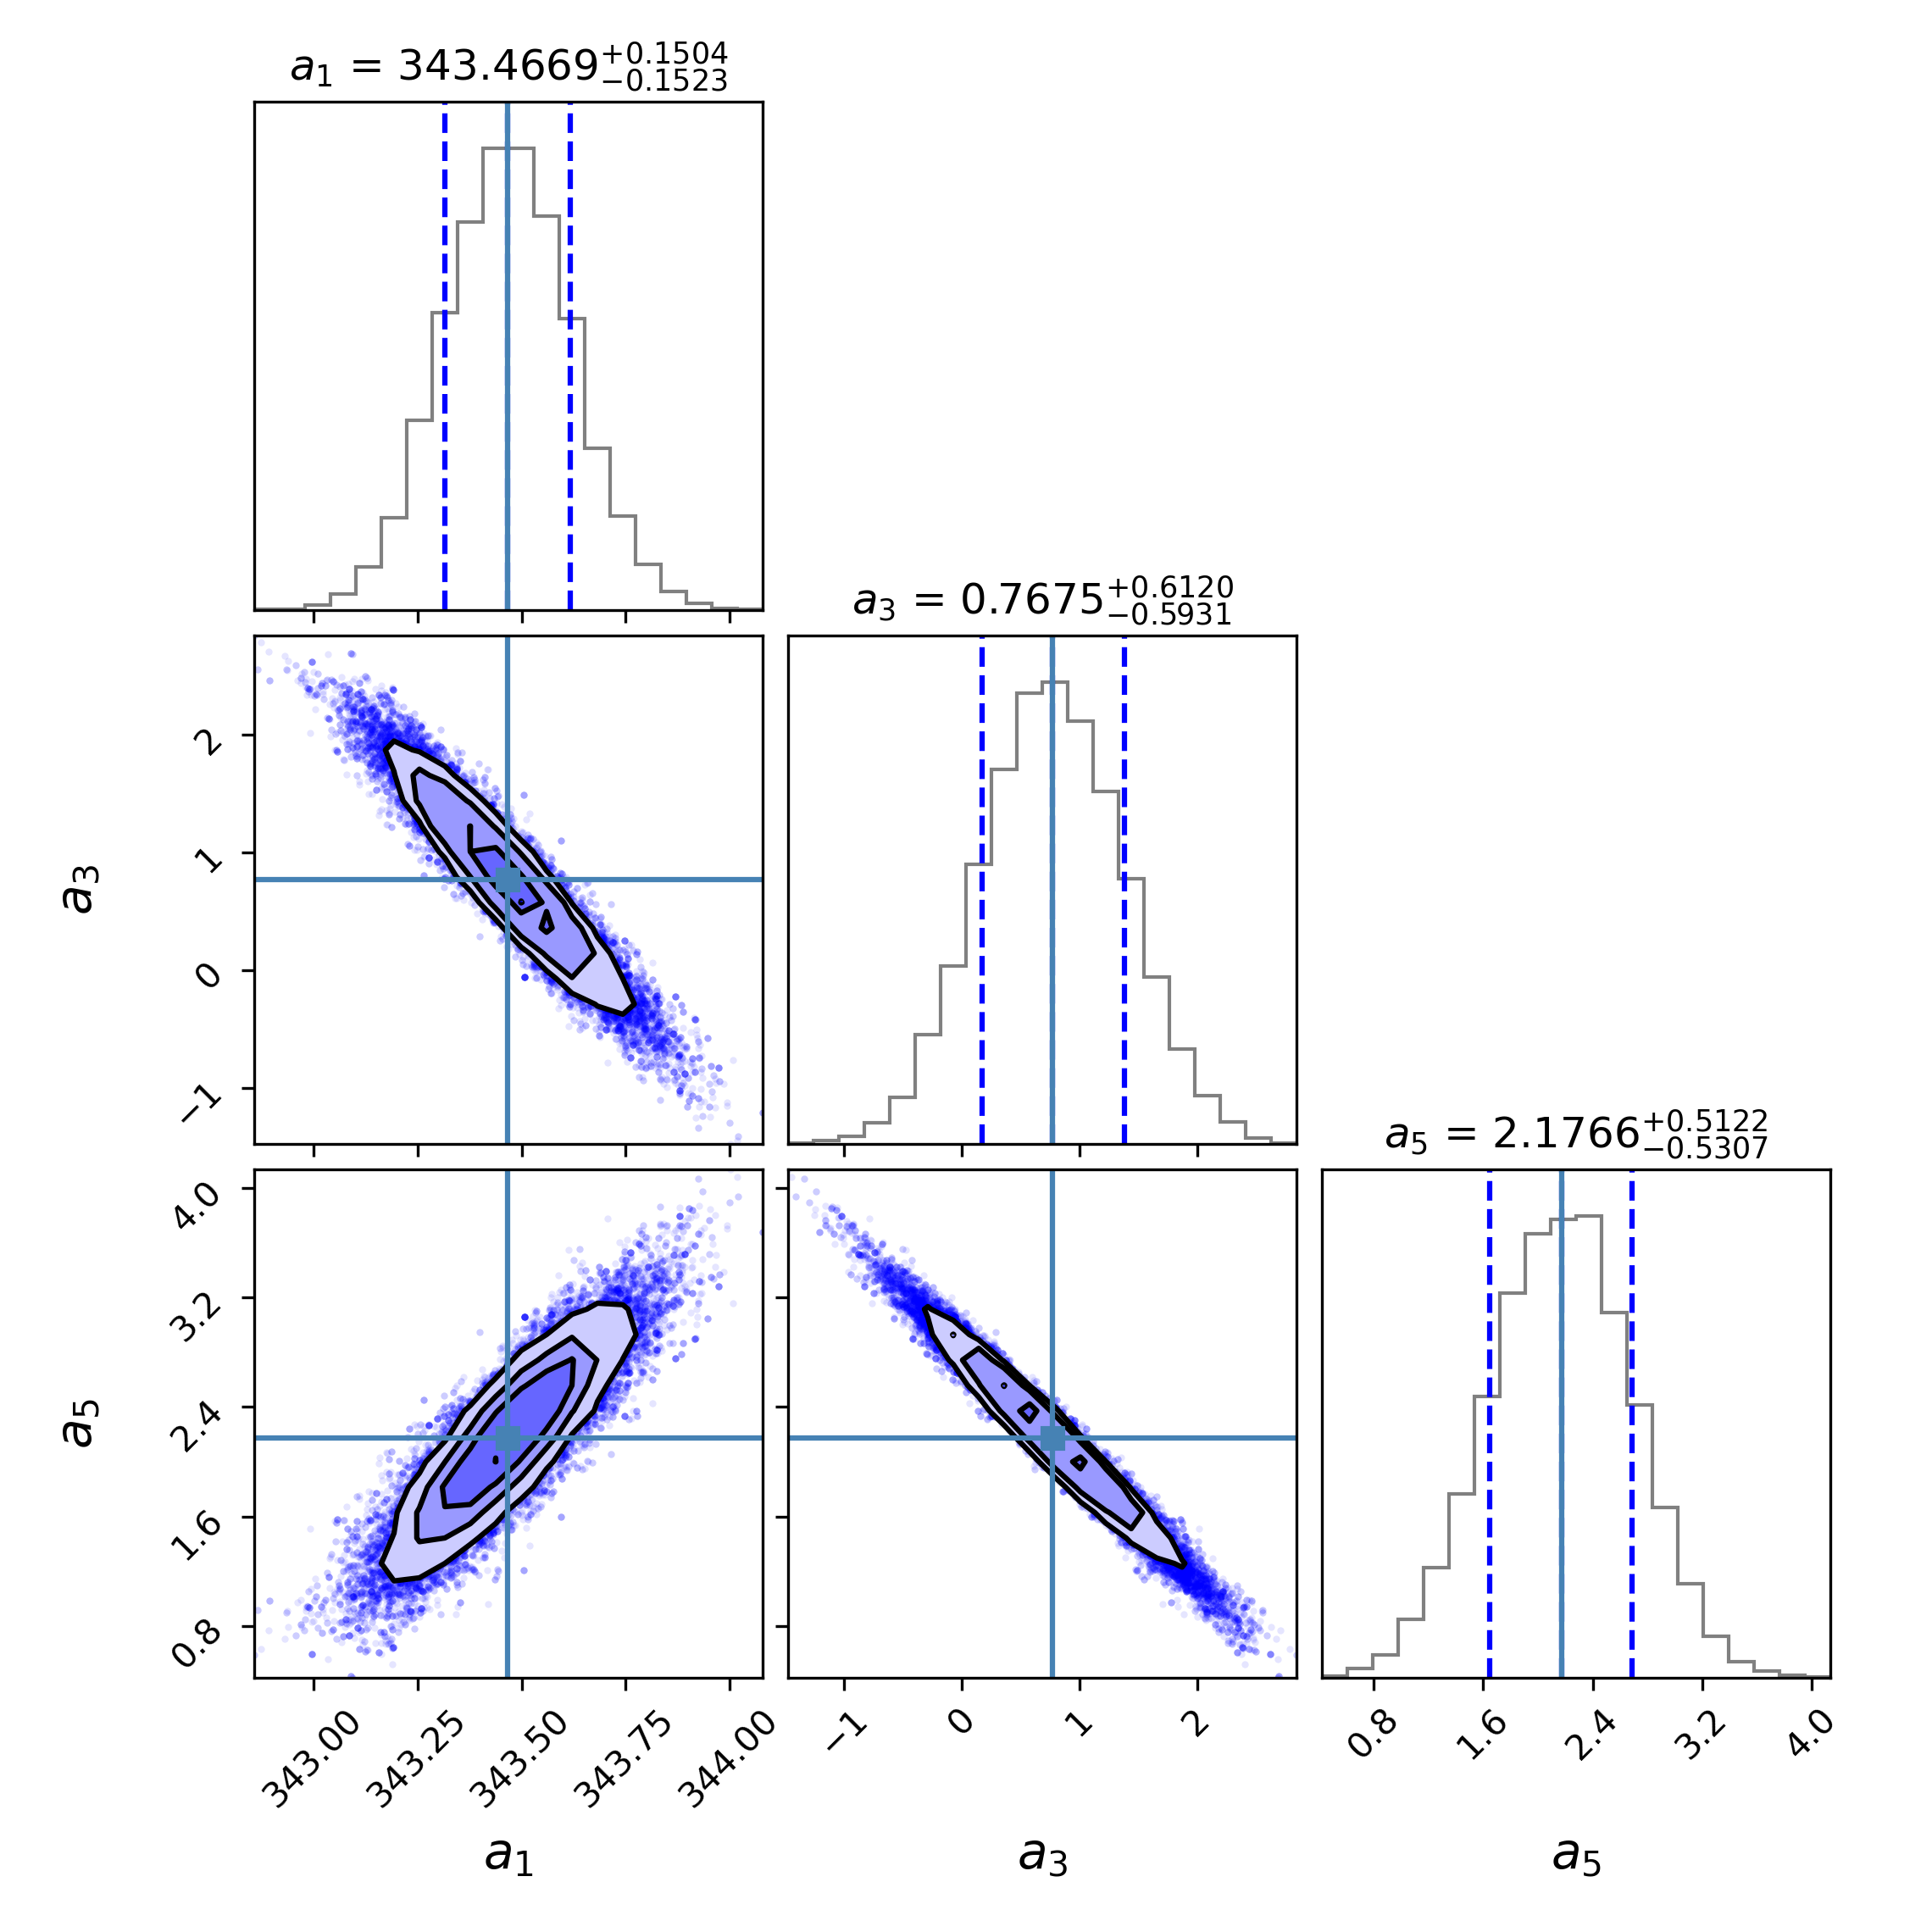 a₁ = 343.4669⁺⁰·¹⁵⁰⁴₋₀.₁₅₂₃
a₃ = 0.7675⁺⁰·⁶¹²⁰₋₀.₅₉₃₁
2
1
0
−1
a₃
a₅ = 2.1766⁺⁰·⁵¹²²₋₀.₅₃₀₇
4.0
3.2
2.4
1.6
0.8
a₅
343.00 343.25 343.50 343.75 344.00 −1 0 1 2 0.8 1.6 2.4 3.2 4.0
a₁ a₃ a₅